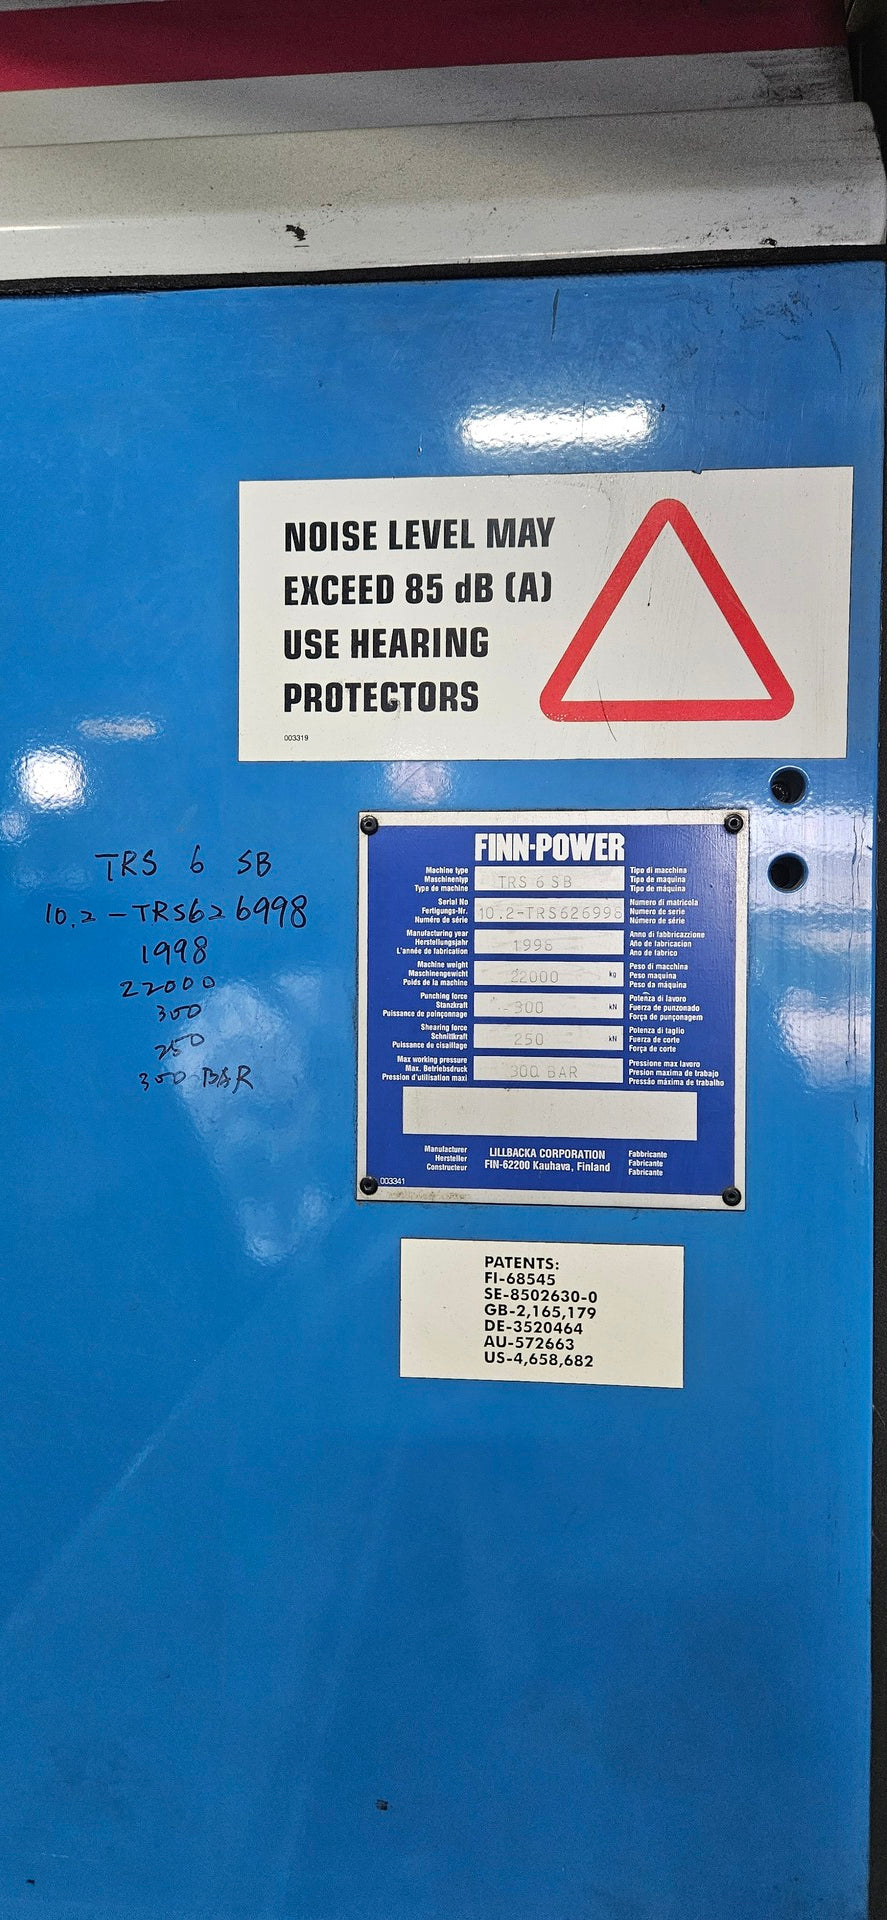 NOISE LEVEL MAY
EXCEED 85 dB (A)
USE HEARING
PROTECTORS
003319
TRS 6 SB
10.2-TRS626998
1998
22000
300
250
300 BAR
FINN-POWER
Machine type
Maschinentyp
Type de machine
TRS 6 SB
Tipo di macchina
Tipo de maquina
Tipo de máquina
Serial No
Fertigungs-Nr.
Numéro de série
10.2-TRS626998
Numero di matricola
Numero de serie
Número de série
Manufacturing year
Herstellungsjahr
L'année de fabrication
1998
Anno di fabbricazzione
Año de fabricacion
Ano de fabrico
Machine weight
Maschinengewicht
Poids de la machine
22000 kg
Peso di macchina
Peso maquina
Peso da máquina
Punching force
Stanzkraft
Puissance de poinçonnage
300 kN
Potenza di lavoro
Fuerza de punzonado
Força de punçonagem
Shearing force
Schnittkraft
Puissance de cisaillage
250 kN
Potenza di taglio
Fuerza de corte
Força de corte
Max working pressure
Max. Betriebsdruck
Pression d'utilisation maxi
300 BAR
Pressione max lavoro
Presion maxima de trabajo
Pressão máxima de trabalho
Manufacturer
Hersteller
Constructeur
LILLBACKA CORPORATION
FIN-62200 Kauhava, Finland
Fabbricante
Fabricante
Fabricante
003341
PATENTS:
FI-68545
SE-8502630-0
GB-2,165,179
DE-3520464
AU-572663
US-4,658,682